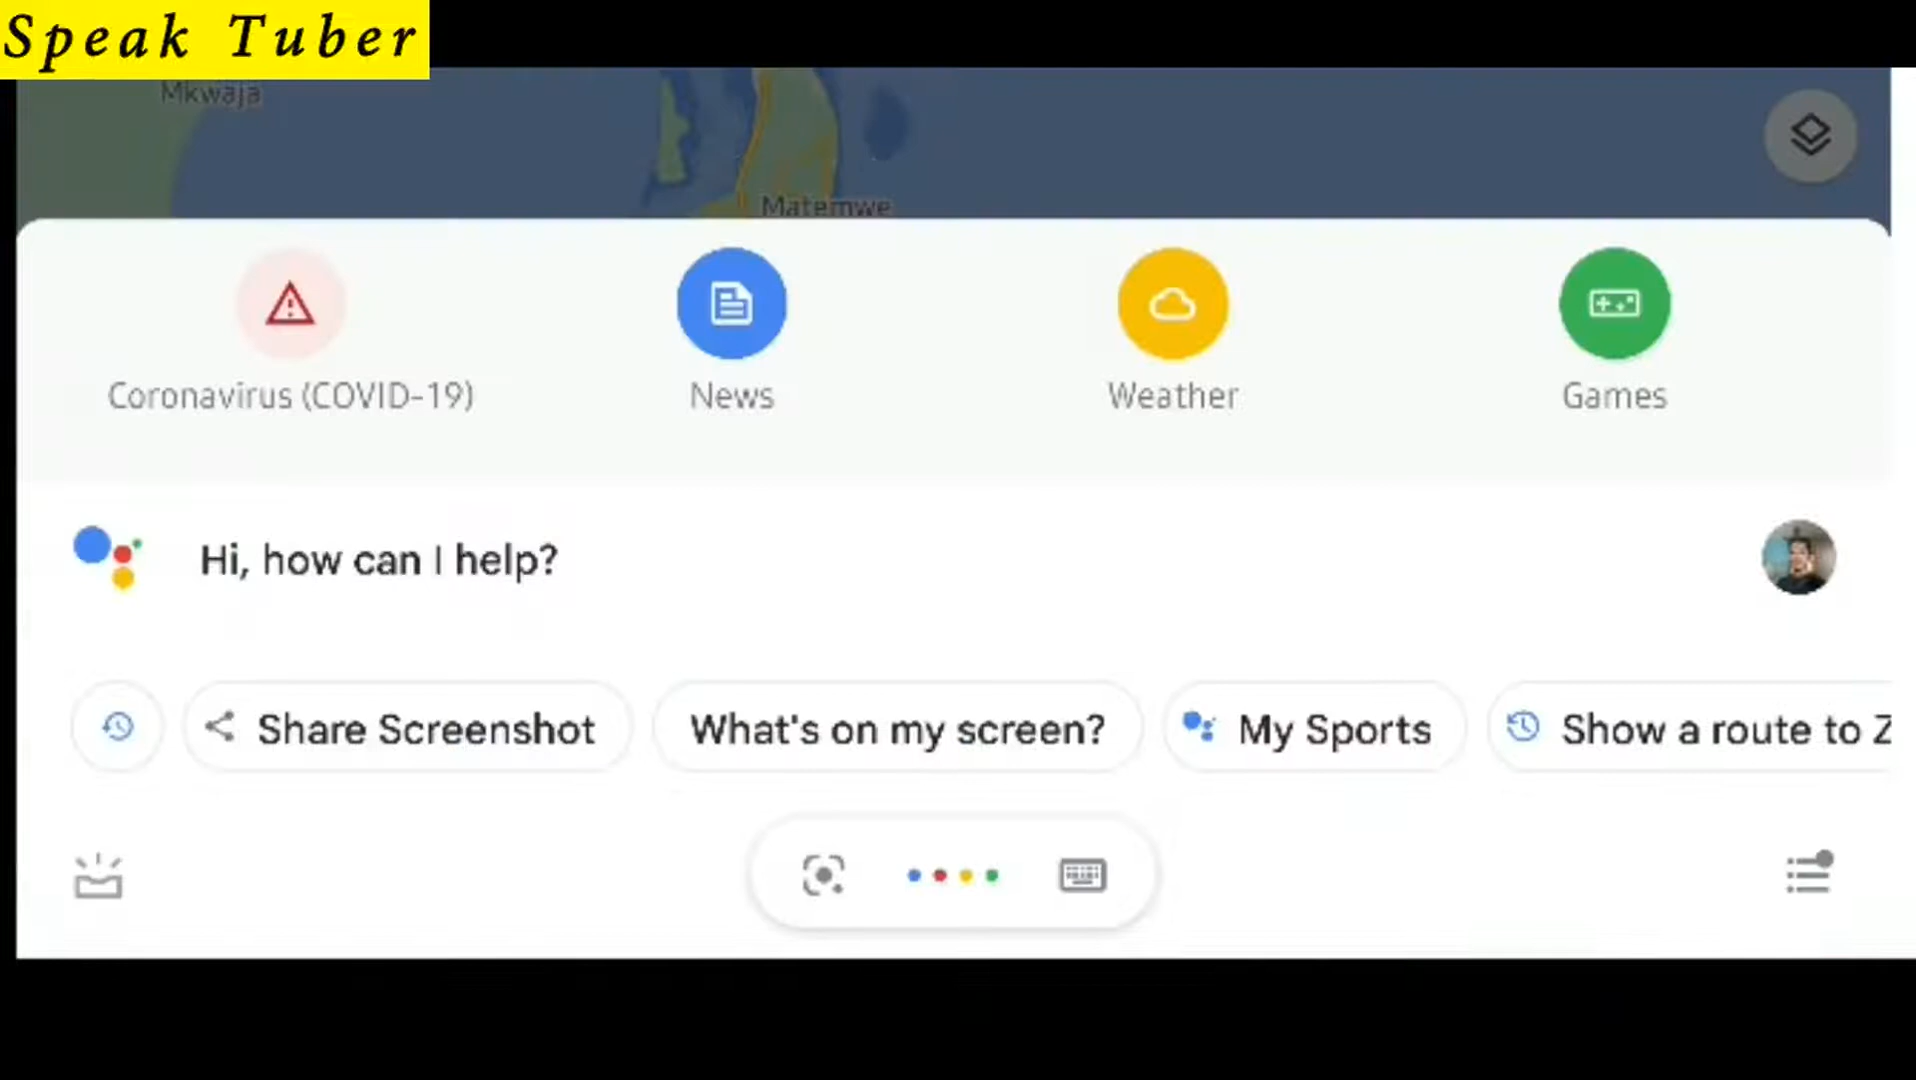 Speak Tuber
Mkwaja
Matemwe
Coronavirus (COVID-19)
News
Weather
Games
Hi, how can I help?
Share Screenshot
What's on my screen?
My Sports
Show a route to Z